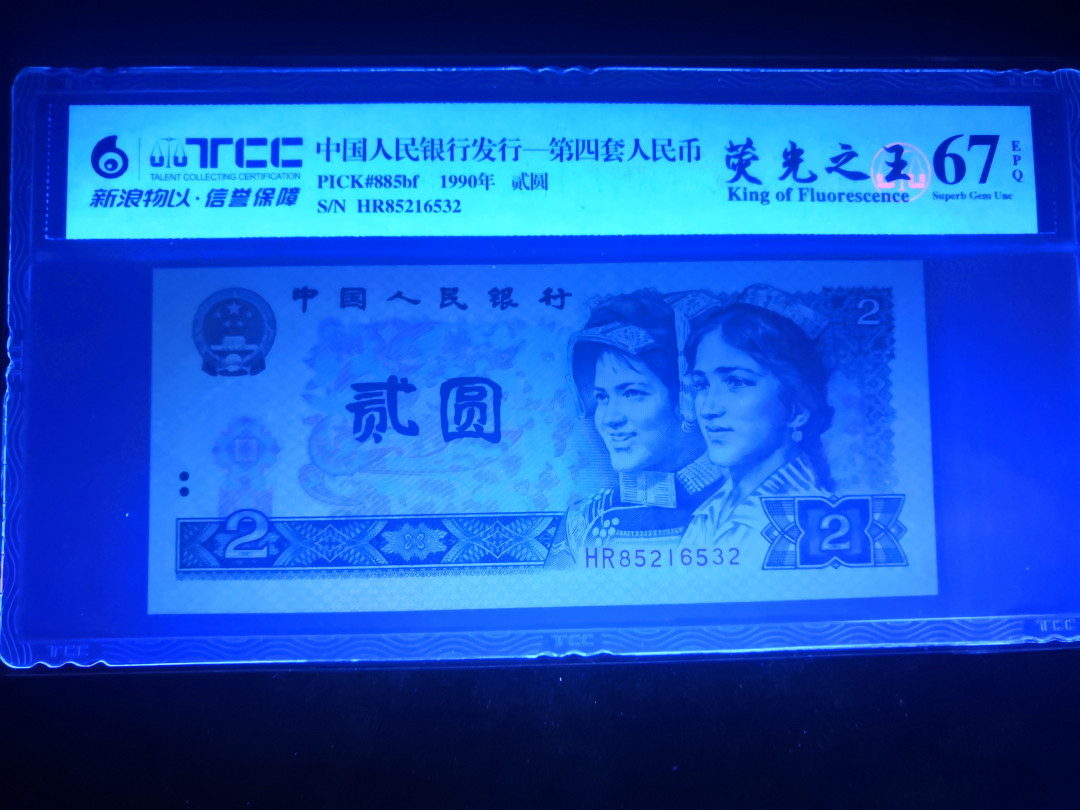 TCC
TALENT COLLECTING CERTIFICATION
新浪物以·信誉保障
中国人民银行发行—第四套人民币
PICK#885bf 1990年 贰圆
S/N HR85216532
荧光之王
King of Fluorescence
67
EPQ
Superb Gem Unc
中国人民银行
2
贰圆
2
HR85216532
2
TCC
TCC
TCC